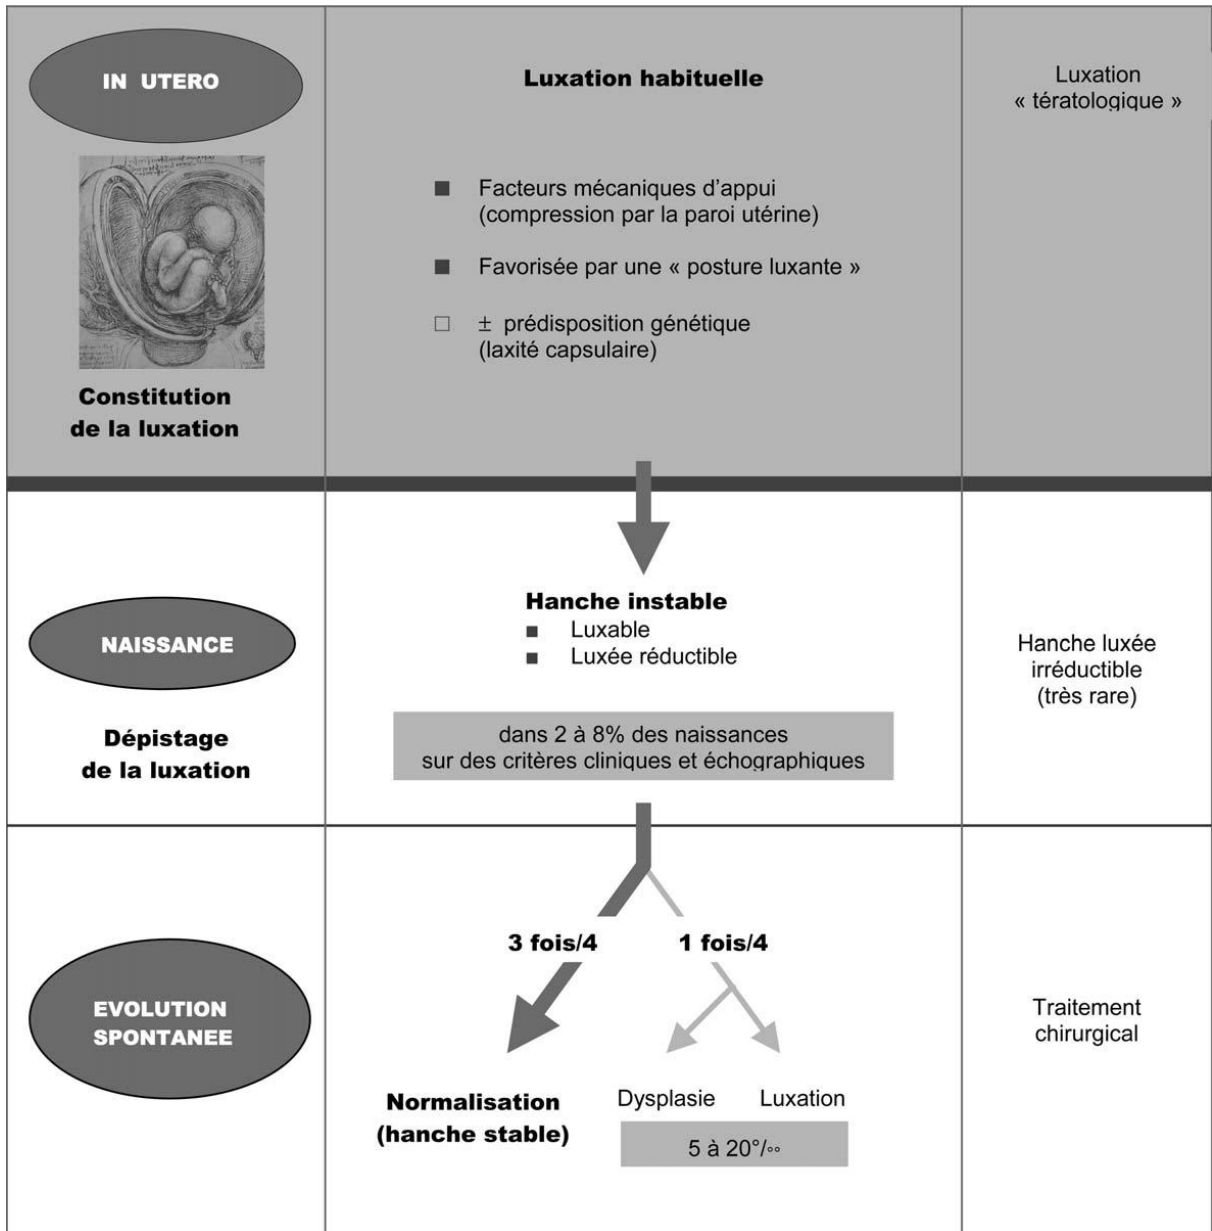 IN UTERO
Luxation habituelle
Luxation
« tératologique »
■ Facteurs mécaniques d’appui
(compression par la paroi utérine)
■ Favorisée par une « posture luxante »
□ ± prédisposition génétique
(laxité capsulaire)
Constitution
de la luxation
NAISSANCE
Dépistage
de la luxation
Hanche instable
■ Luxable
■ Luxée réductible
dans 2 à 8% des naissances
sur des critères cliniques et échographiques
Hanche luxée
irréductible
(très rare)
EVOLUTION
SPONTANEE
3 fois/4
1 fois/4
Normalisation
(hanche stable)
Dysplasie
Luxation
5 à 20°/°°
Traitement
chirurgical